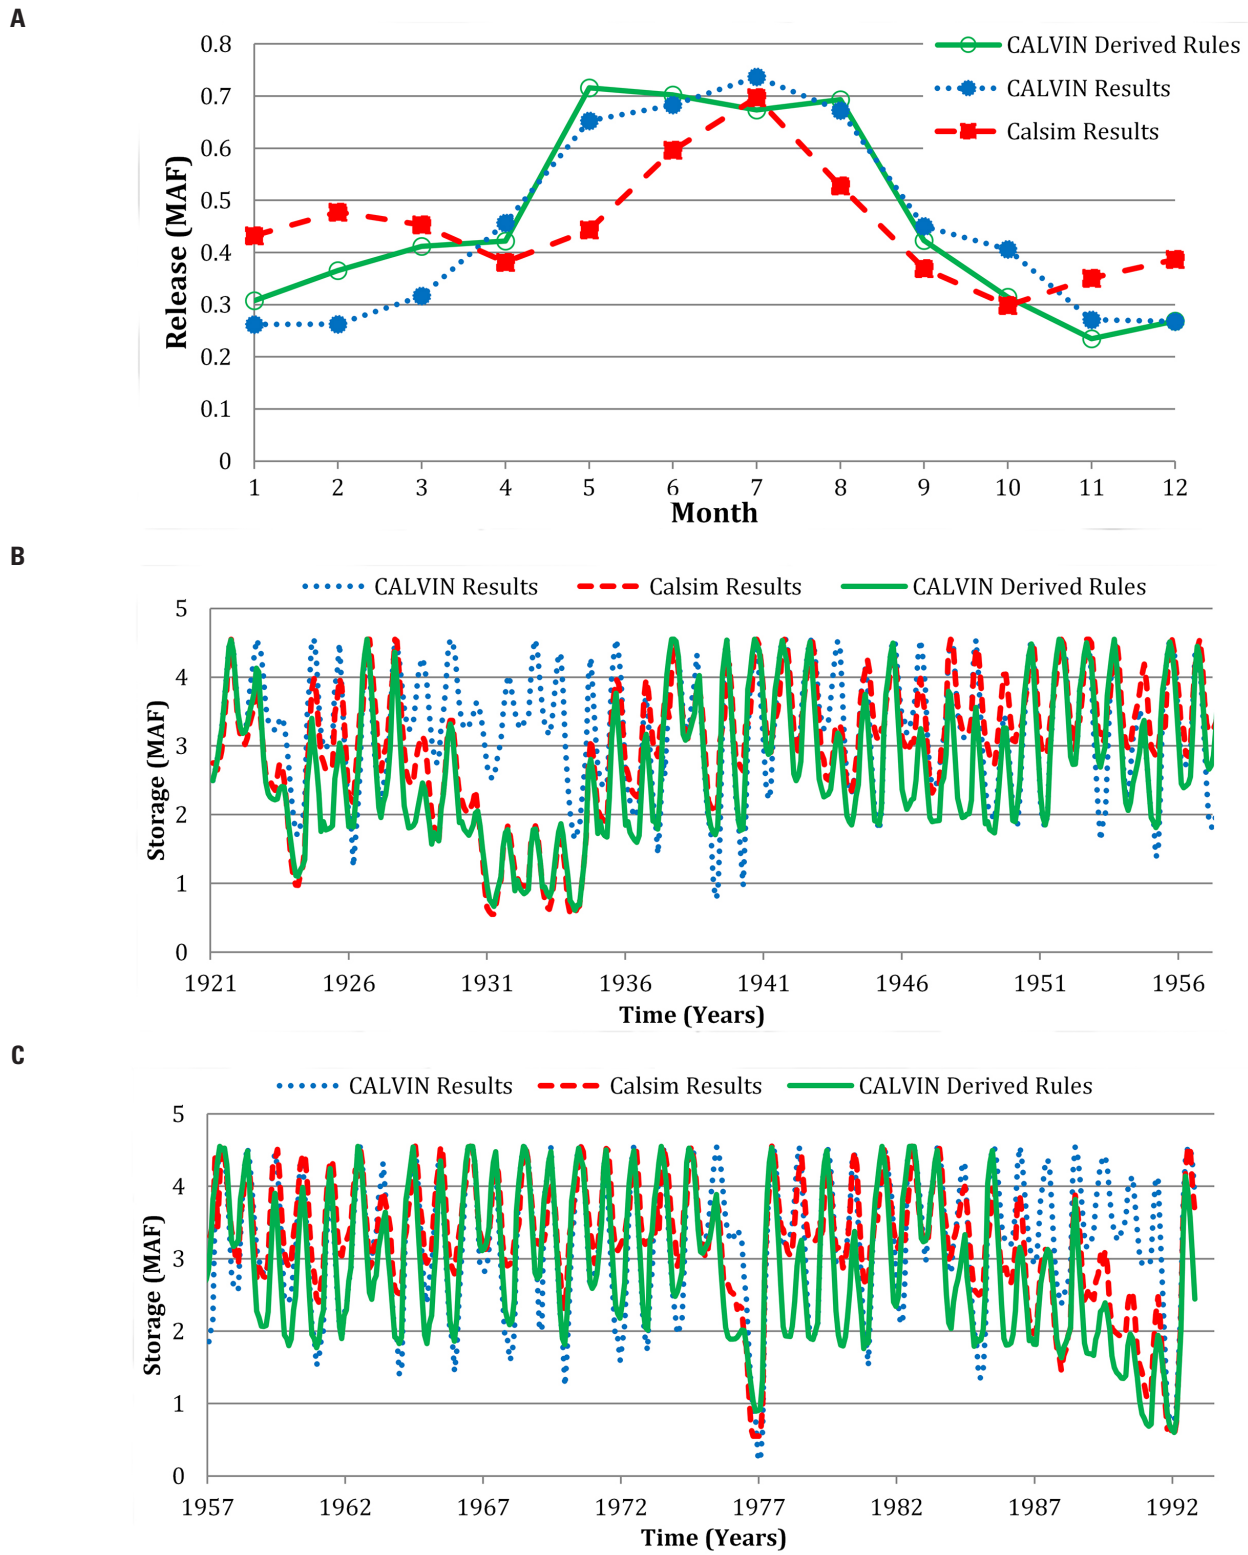 A
0.8
0.7
0.6
0.5
0.4
0.3
0.2
0.1
0
Release (MAF)
1 2 3 4 5 6 7 8 9 10 11 12
Month
CALVIN Derived Rules
CALVIN Results
Calsim Results
B
CALVIN Results Calsim Results CALVIN Derived Rules
5
4
3
2
1
0
Storage (MAF)
1921 1926 1931 1936 1941 1946 1951 1956
Time (Years)
C
CALVIN Results Calsim Results CALVIN Derived Rules
5
4
3
2
1
0
Storage (MAF)
1957 1962 1967 1972 1977 1982 1987 1992
Time (Years)